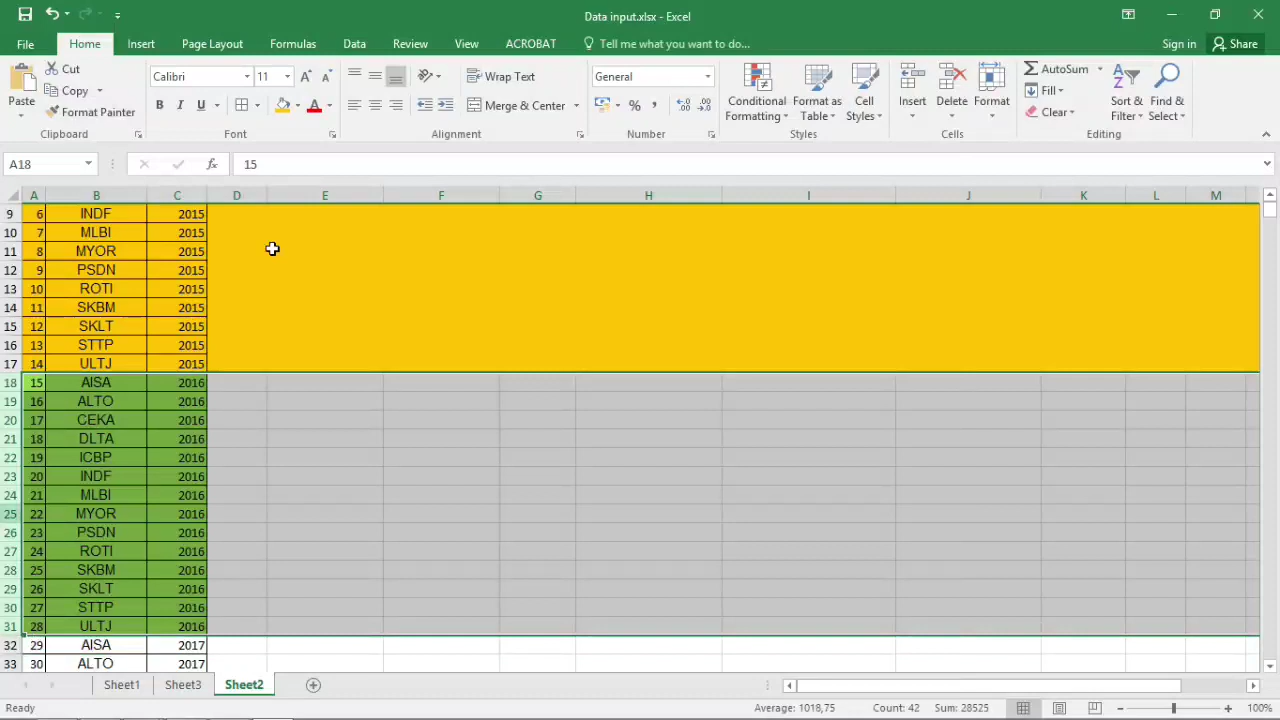 Data input.xlsx - Excel
File Home Insert Page Layout Formulas Data Review View ACROBAT Tell me what you want to do... Sign in Share
Paste Cut Copy Format Painter Clipboard
Calibri 11 A A B I U A Font
Wrap Text Merge & Center Alignment
General % , Number
Conditional Formatting Format as Table Cell Styles Styles
Insert Delete Format Cells
AutoSum Fill Clear Sort & Filter Find & Select Editing
A18 fx 15
A B C D E F G H I J K L M
9 6 INDF 2015
10 7 MLBI 2015
11 8 MYOR 2015
12 9 PSDN 2015
13 10 ROTI 2015
14 11 SKBM 2015
15 12 SKLT 2015
16 13 STTP 2015
17 14 ULTJ 2015
18 15 AISA 2016
19 16 ALTO 2016
20 17 CEKA 2016
21 18 DLTA 2016
22 19 ICBP 2016
23 20 INDF 2016
24 21 MLBI 2016
25 22 MYOR 2016
26 23 PSDN 2016
27 24 ROTI 2016
28 25 SKBM 2016
29 26 SKLT 2016
30 27 STTP 2016
31 28 ULTJ 2016
32 29 AISA 2017
33 30 ALTO 2017
Sheet1 Sheet3 Sheet2
Ready Average: 1018,75 Count: 42 Sum: 28525 100%